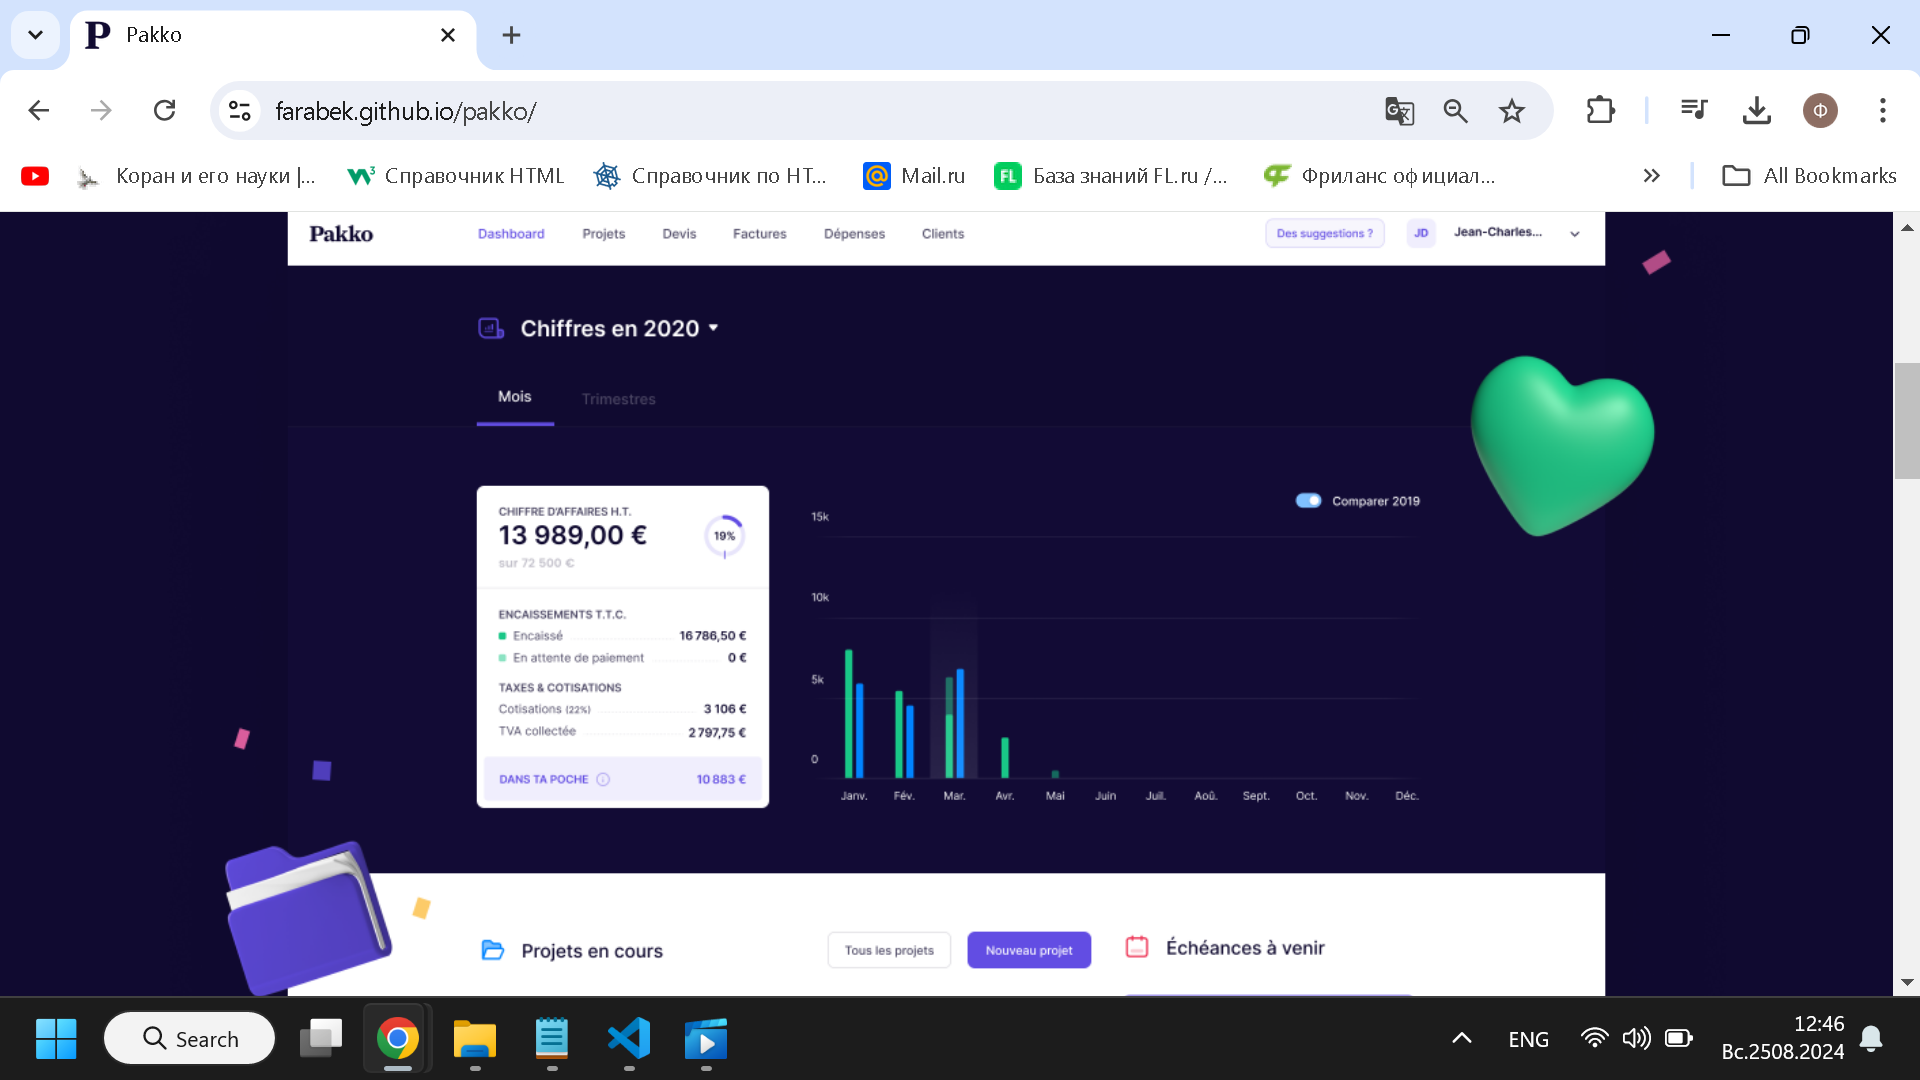 P Pakko
farabek.github.io/pakko/
Ф
Коран и его науки |...
Справочник HTML
Справочник по HT...
Mail.ru
FL База знаний FL.ru /...
Фриланс официал...
All Bookmarks
Pakko
Dashboard
Projets
Devis
Factures
Dépenses
Clients
Des suggestions ?
JD
Jean-Charles...
Chiffres en 2020
Mois
Trimestres
CHIFFRE D'AFFAIRES H.T.
13 989,00 €
19%
sur 72 500 €
ENCAISSEMENTS T.T.C.
Encaissé 16 786,50 €
En attente de paiement 0 €
TAXES & COTISATIONS
Cotisations (22%) 3 106 €
TVA collectée 2 797,75 €
DANS TA POCHE 10 883 €
Comparer 2019
15k
10k
5k
0
Janv. Fév. Mar. Avr. Mai Juin Juil. Aoû. Sept. Oct. Nov. Déc.
Projets en cours
Tous les projets
Nouveau projet
Échéances à venir
Search
ENG
12:46
Вс.2508.2024